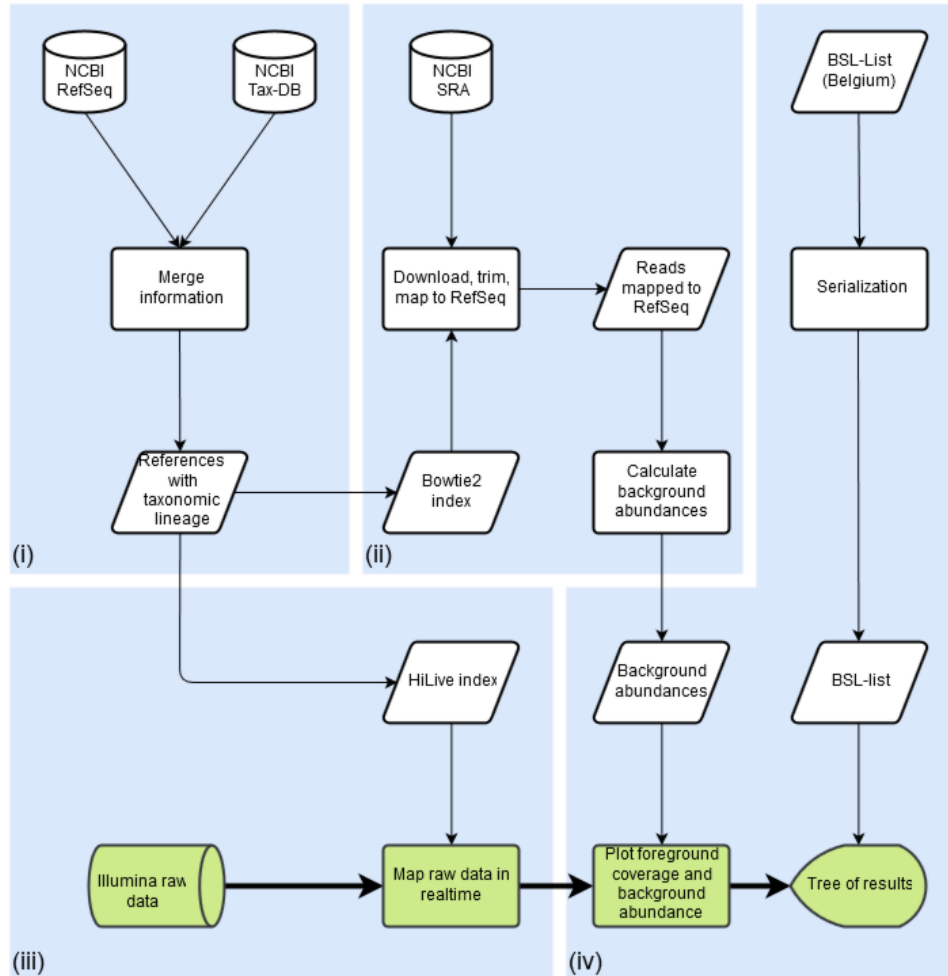 NCBI
RefSeq
NCBI
Tax-DB
Merge
information
References
with
taxonomic
lineage
(i)
NCBI
SRA
Download, trim,
map to RefSeq
Reads
mapped to
RefSeq
Bowtie2
index
Calculate
background
abundances
(ii)
BSL-List
(Belgium)
Serialization
HiLive index
Illumina raw
data
Map raw data in
realtime
(iii)
Background
abundances
BSL-list
Plot foreground
coverage and
background
abundance
Tree of results
(iv)